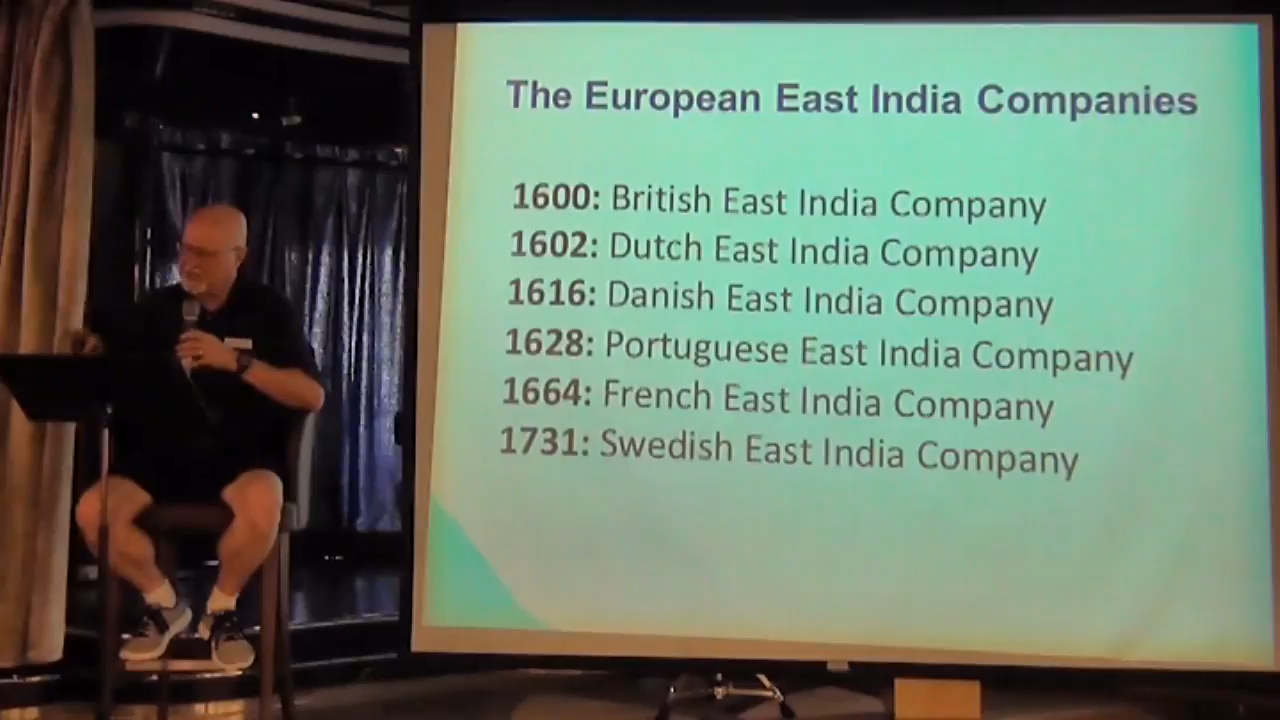 The European East India Companies
1600: British East India Company
1602: Dutch East India Company
1616: Danish East India Company
1628: Portuguese East India Company
1664: French East India Company
1731: Swedish East India Company